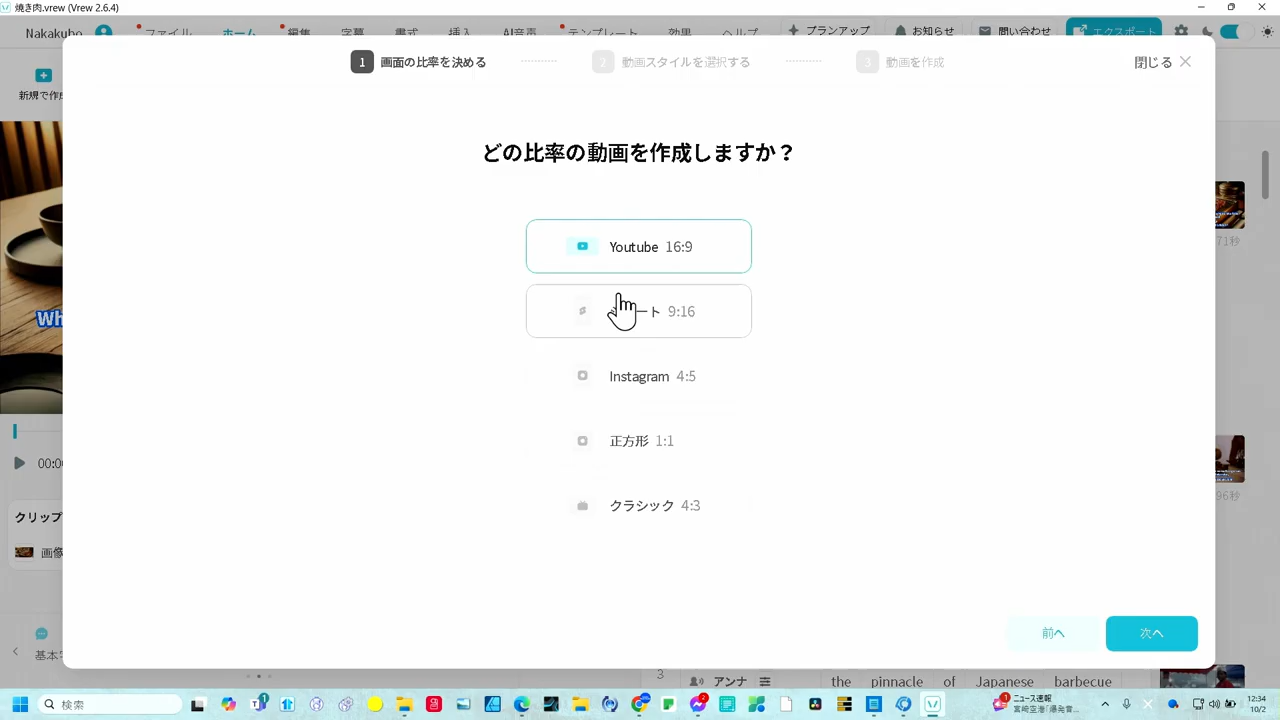 焼き肉.vrew (Vrew 2.6.4)
Nakakubo ファイル ホーム 編集 字幕 書式 挿入 AI音声 テンプレート 効果 ヘルプ プランアップ お知らせ 問い合わせ エクスポート
1 画面の比率を決める 2 動画スタイルを選択する 3 動画を作成 閉じる
新規で作
どの比率の動画を作成しますか？
Youtube 16:9
ート 9:16
Instagram 4:5
正方形 1:1
クラシック 4:3
Wh
71秒
00:0
96秒
クリップ
画像
前へ 次へ
基本
3 アンナ the pinnacle of Japanese barbecue
検索
ニュース速報
宮崎空港｢爆発音...
12:34
10/2